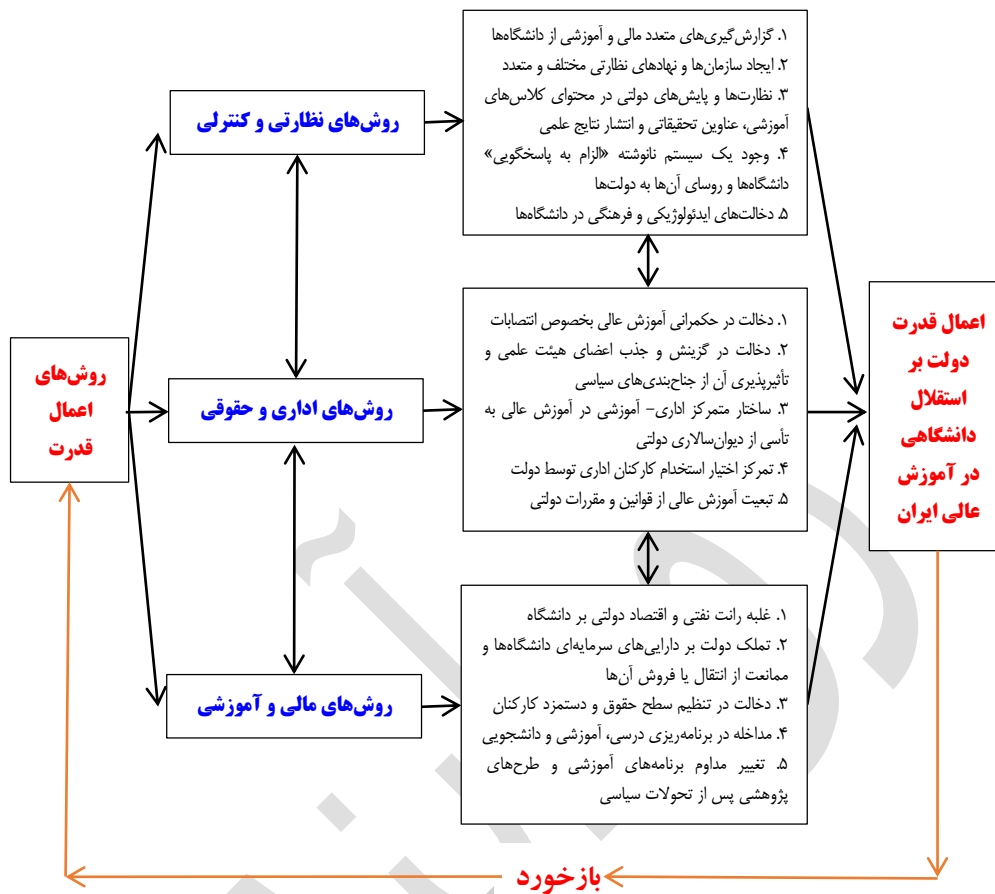 روش‌های
اعمال
قدرت
روش‌های نظارتی و کنترلی
۱. گزارش‌گیری‌های متعدد مالی و آموزشی از دانشگاه‌ها
۲. ایجاد سازمان‌ها و نهادهای نظارتی مختلف و متعدد
۳. نظارت‌ها و پایش‌های دولتی در محتوای کلاس‌های
آموزشی، عناوین تحقیقاتی و انتشار نتایج علمی
۴. وجود یک سیستم نانوشته «الزام به پاسخگویی»
دانشگاه‌ها و روسای آن‌ها به دولت‌ها
۵. دخالت‌های ایدئولوژیکی و فرهنگی در دانشگاه‌ها
روش‌های اداری و حقوقی
۱. دخالت در حکمرانی آموزش عالی بخصوص انتصابات
۲. دخالت در گزینش و جذب اعضای هیئت علمی و
تأثیرپذیری آن از جناح‌بندی‌های سیاسی
۳. ساختار متمرکز اداری- آموزشی در آموزش عالی به
تأسی از دیوان‌سالاری دولتی
۴. تمرکز اختیار استخدام کارکنان اداری توسط دولت
۵. تبعیت آموزش عالی از قوانین و مقررات دولتی
روش‌های مالی و آموزشی
۱. غلبه رانت نفتی و اقتصاد دولتی بر دانشگاه
۲. تملک دولت بر دارایی‌های سرمایه‌ای دانشگاه‌ها و
ممانعت از انتقال یا فروش آن‌ها
۳. دخالت در تنظیم سطح حقوق و دستمزد کارکنان
۴. مداخله در برنامه‌ریزی درسی، آموزشی و دانشجویی
۵. تغییر مداوم برنامه‌های آموزشی و طرح‌های
پژوهشی پس از تحولات سیاسی
اعمال قدرت
دولت بر
استقلال
دانشگاهی
در آموزش
عالی ایران
بازخورد